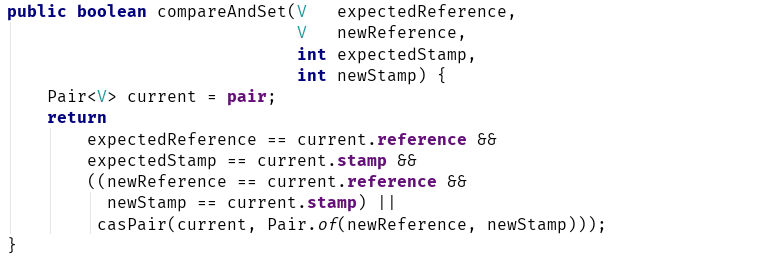 public boolean compareAndSet(V   expectedReference,
                             V   newReference,
                             int expectedStamp,
                             int newStamp) {
    Pair<V> current = pair;
    return
        expectedReference == current.reference &&
        expectedStamp == current.stamp &&
        ((newReference == current.reference &&
          newStamp == current.stamp) ||
         casPair(current, Pair.of(newReference, newStamp)));
}